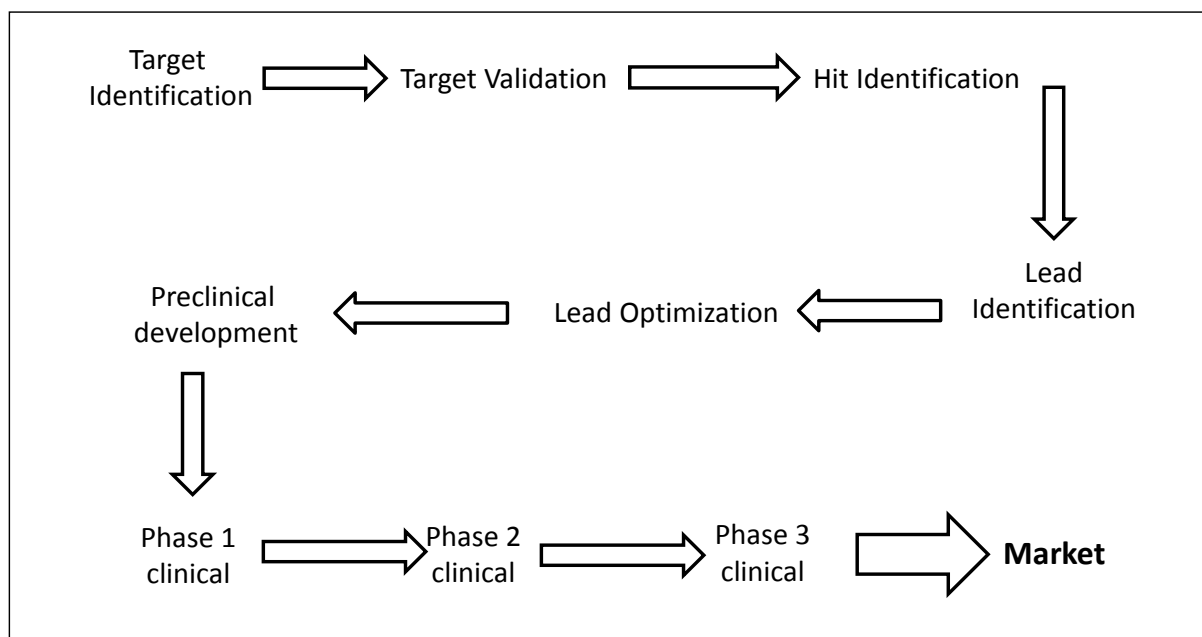 Target
Identification
Target Validation
Hit Identification
Lead
Identification
Lead Optimization
Preclinical
development
Phase 1
clinical
Phase 2
clinical
Phase 3
clinical
Market